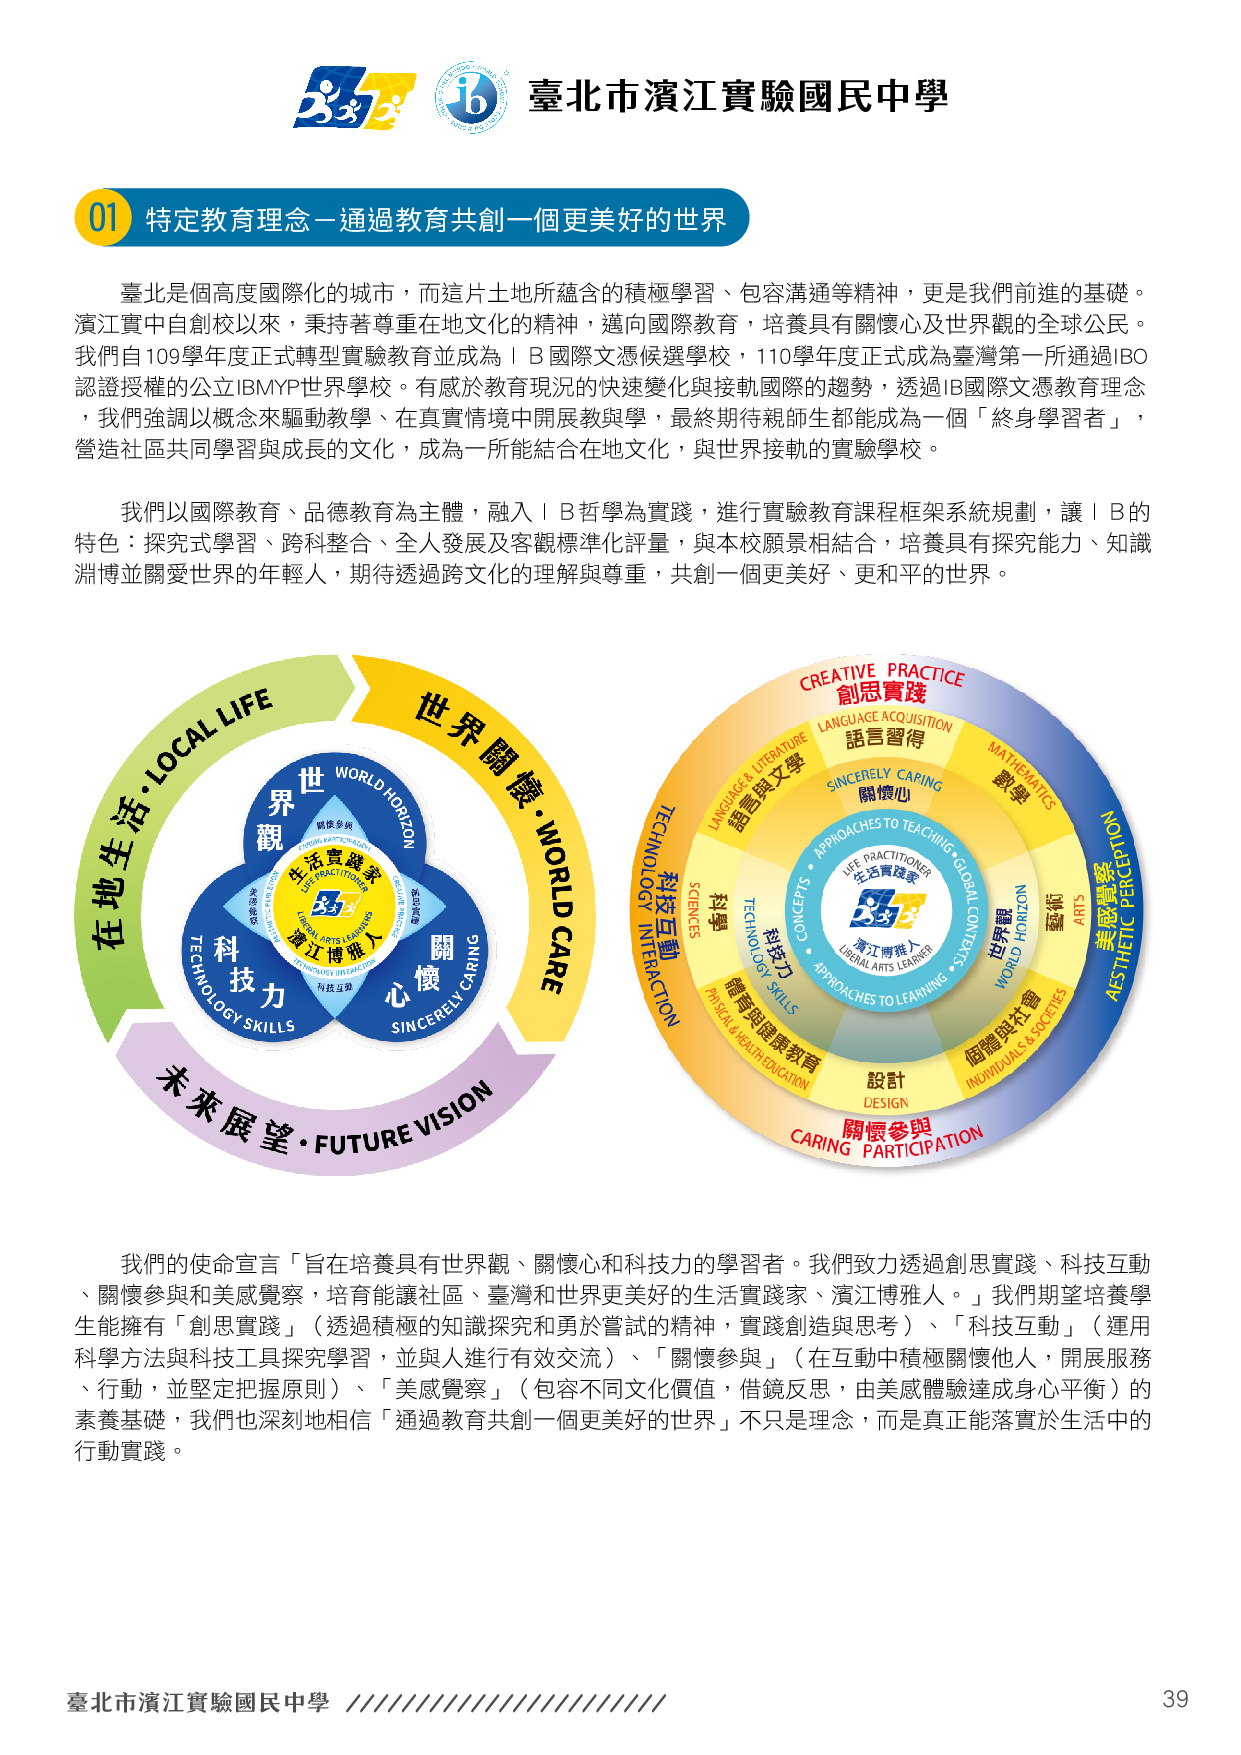 臺北市濱江實驗國民中學
01 特定教育理念－通過教育共創一個更美好的世界
臺北是個高度國際化的城市，而這片土地所蘊含的積極學習、包容溝通等精神，更是我們前進的基礎。
濱江實中自創校以來，秉持著尊重在地文化的精神，邁向國際教育，培養具有關懷心及世界觀的全球公民。
我們自109學年度正式轉型實驗教育並成為ＩＢ國際文憑候選學校，110學年度正式成為臺灣第一所通過IBO
認證授權的公立IBMYP世界學校。有感於教育現況的快速變化與接軌國際的趨勢，透過IB國際文憑教育理念
，我們強調以概念來驅動教學、在真實情境中開展教與學，最終期待親師生都能成為一個「終身學習者」，
營造社區共同學習與成長的文化，成為一所能結合在地文化，與世界接軌的實驗學校。
我們以國際教育、品德教育為主體，融入ＩＢ哲學為實踐，進行實驗教育課程框架系統規劃，讓ＩＢ的
特色：探究式學習、跨科整合、全人發展及客觀標準化評量，與本校願景相結合，培養具有探究能力、知識
淵博並關愛世界的年輕人，期待透過跨文化的理解與尊重，共創一個更美好、更和平的世界。
在地生活・LOCAL LIFE
世界關懷・WORLD CARE
未來展望・FUTURE VISION
世界觀
WORLD HORIZON
科技力
TECHNOLOGY SKILLS
關懷心
SINCERELY CARING
關懷參與
CARING PARTICIPATION
美感覺察
AESTHETIC PERCEPTION
創思實踐
CREATIVE PRACTICE
科技互動
TECHNOLOGY INTERACTION
生活實踐家
LIFE PRACTITIONER
濱江博雅人
LIBERAL ARTS LEARNERS
CREATIVE PRACTICE
創思實踐
LANGUAGE ACQUISITION
語言習得
LANGUAGE & LITERATURE
語言與文學
MATHEMATICS
數學
SINCERELY CARING
關懷心
TECHNOLOGY INTERACTION
科技互動
SCIENCES
科學
TECHNOLOGY SKILLS
科技力
CONCEPTS • APPROACHES TO TEACHING • GLOBAL CONTEXTS • APPROACHES TO LEARNING •
LIFE PRACTITIONER
生活實踐家
濱江博雅人
LIBERAL ARTS LEARNER
世界觀
WORLD HORIZON
藝術
ARTS
美感覺察
AESTHETIC PERCEPTION
體育與健康教育
PHYSICAL & HEALTH EDUCATION
個體與社會
INDIVIDUALS & SOCIETIES
設計
DESIGN
關懷參與
CARING PARTICIPATION
我們的使命宣言「旨在培養具有世界觀、關懷心和科技力的學習者。我們致力透過創思實踐、科技互動
、關懷參與和美感覺察，培育能讓社區、臺灣和世界更美好的生活實踐家、濱江博雅人。」我們期望培養學
生能擁有「創思實踐」（透過積極的知識探究和勇於嘗試的精神，實踐創造與思考）、「科技互動」（運用
科學方法與科技工具探究學習，並與人進行有效交流）、「關懷參與」（在互動中積極關懷他人，開展服務
、行動，並堅定把握原則）、「美感覺察」（包容不同文化價值，借鏡反思，由美感體驗達成身心平衡）的
素養基礎，我們也深刻地相信「通過教育共創一個更美好的世界」不只是理念，而是真正能落實於生活中的
行動實踐。
臺北市濱江實驗國民中學 ///////////////////////
39